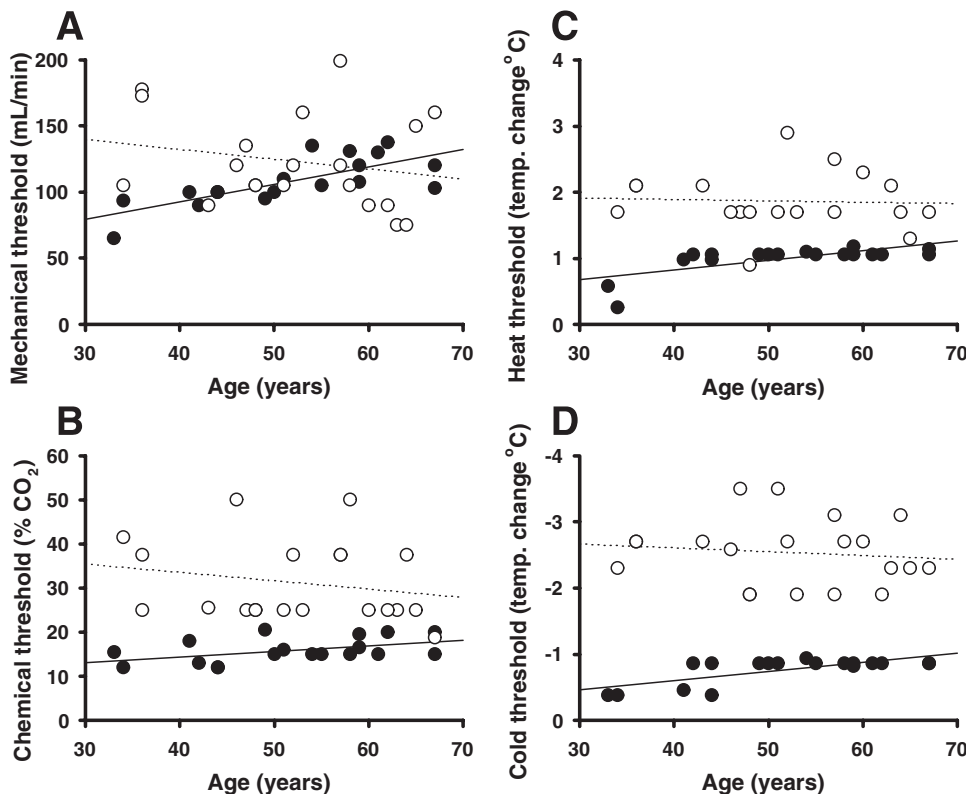 A
Mechanical threshold (mL/min)
200
150
100
50
0
30 40 50 60 70
Age (years)
B
Chemical threshold (% CO2)
60
50
40
30
20
10
0
30 40 50 60 70
Age (years)
C
Heat threshold (temp. change°C)
4
3
2
1
0
30 40 50 60 70
Age (years)
D
Cold threshold (temp. change°C)
-4
-3
-2
-1
0
30 40 50 60 70
Age (years)